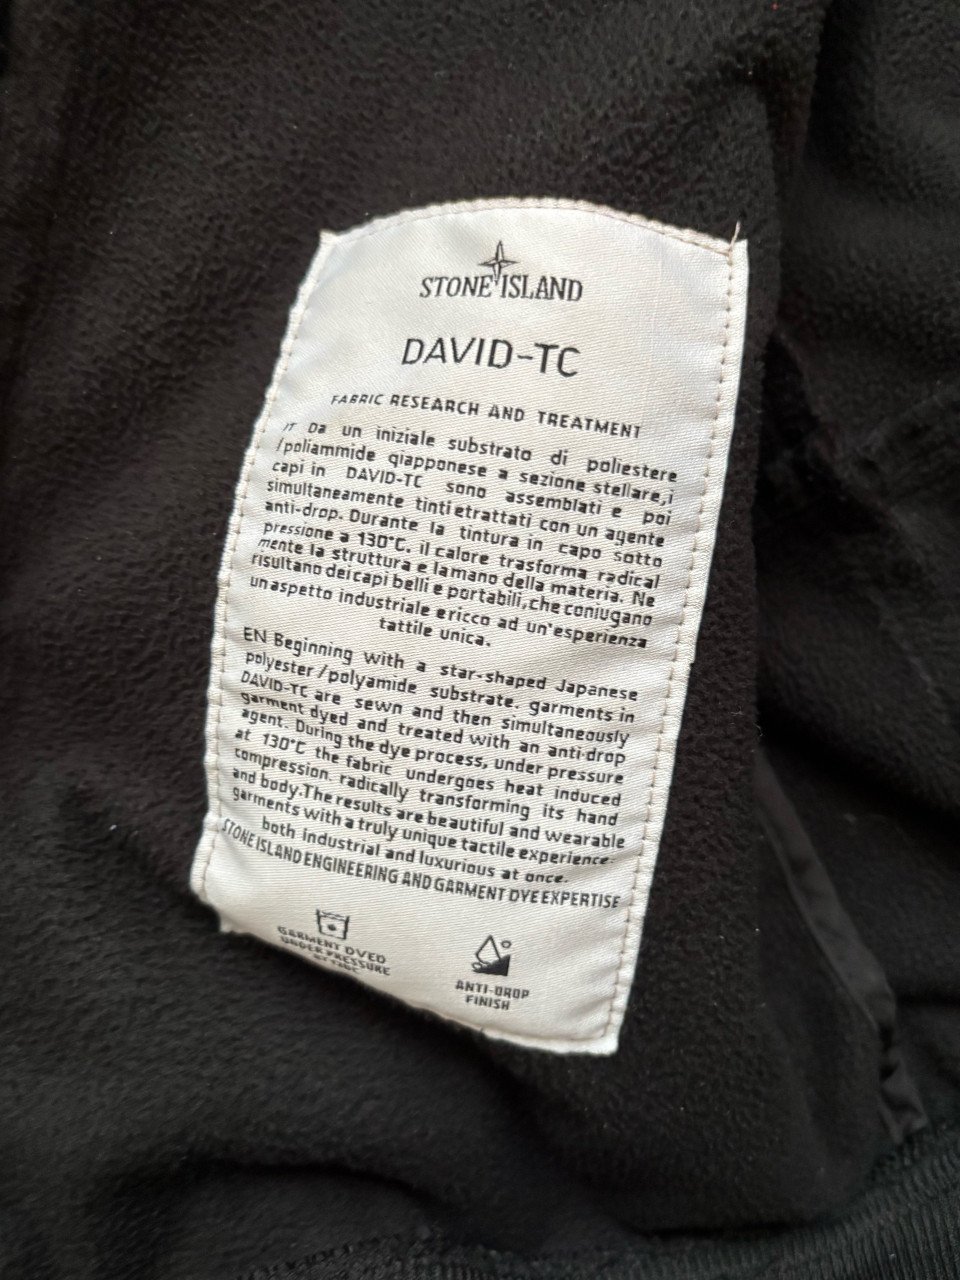 STONE ISLAND
DAVID-TC
FABRIC RESEARCH AND TREATMENT
IT Da un iniziale substrato di poliestere
/poliammide giapponese a sezione stellare,i
capi in DAVID-TC sono assemblati e poi
simultaneamente tinti etrattati con un agente
anti-drop. Durante la tintura in capo sotto
pressione a 130°C. il calore trasforma radical
mente la struttura e lamano della materia. Ne
risultano dei capi belli e portabili,che coniugano
un aspetto industriale ericco ad un'esperienza
tattile unica.
EN Beginning with a star-shaped Japanese
polyester/polyamide substrate. garments in
DAVID-TC are sewn and then simultaneously
garment dyed and treated with an anti-drop
agent. During the dye process, under pressure
at 130°C the fabric undergoes heat induced
compression. radically transforming its hand
and body.The results are beautiful and wearable
garments with a truly unique tactile experience-
both industrial and luxurious at once.
STONE ISLAND ENGINEERING AND GARMENT DYE EXPERTISE
GARMENT DYED
UNDER PRESSURE
AT 130°C
ANTI-DROP
FINISH